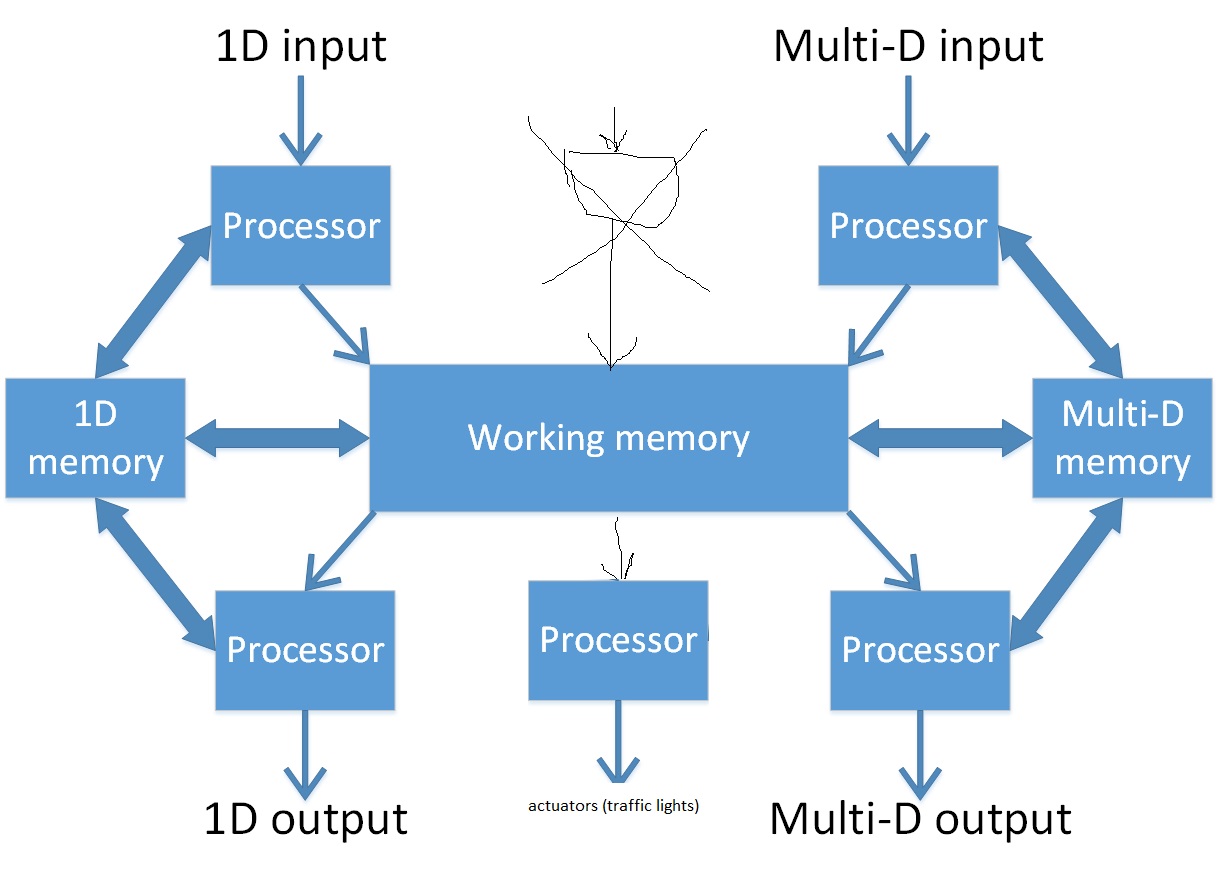 1D input
Multi-D input
Processor
Processor
1D
memory
Working memory
Multi-D
memory
Processor
Processor
Processor
1D output
actuators (traffic lights)
Multi-D output